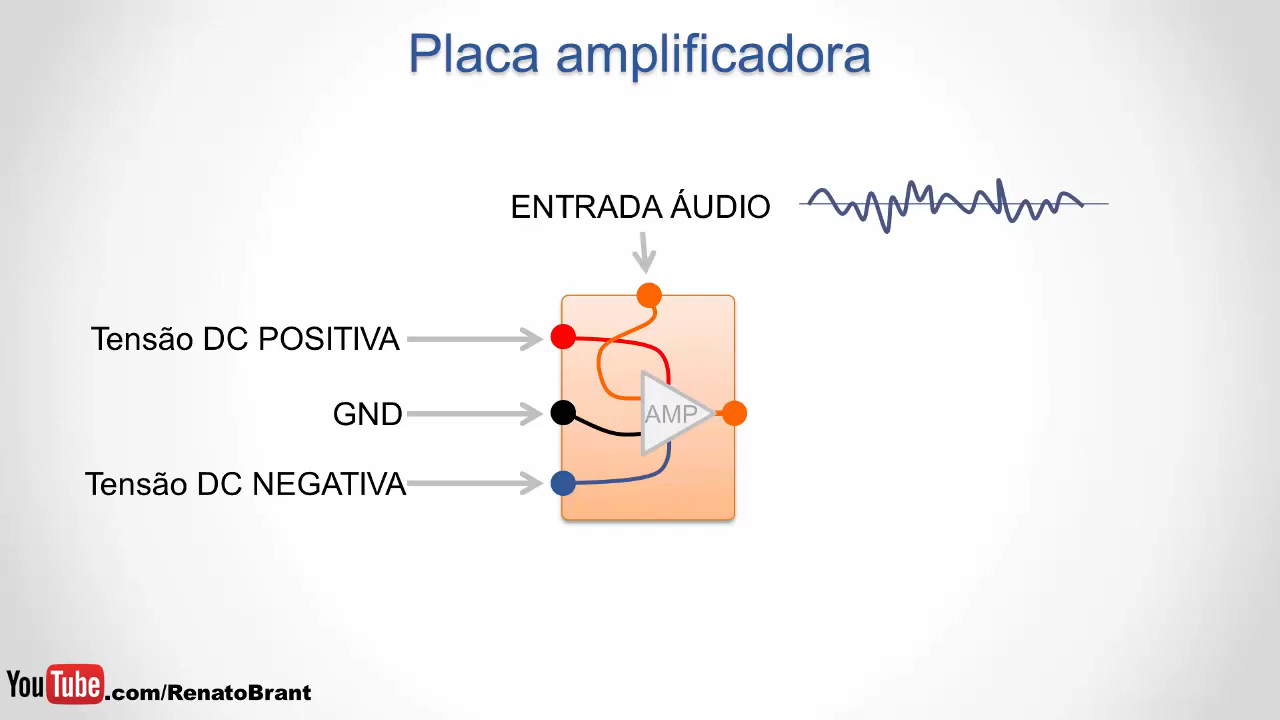 Placa amplificadora
ENTRADA ÁUDIO
Tensão DC POSITIVA
GND
AMP
Tensão DC NEGATIVA
YouTube.com/RenatoBrant